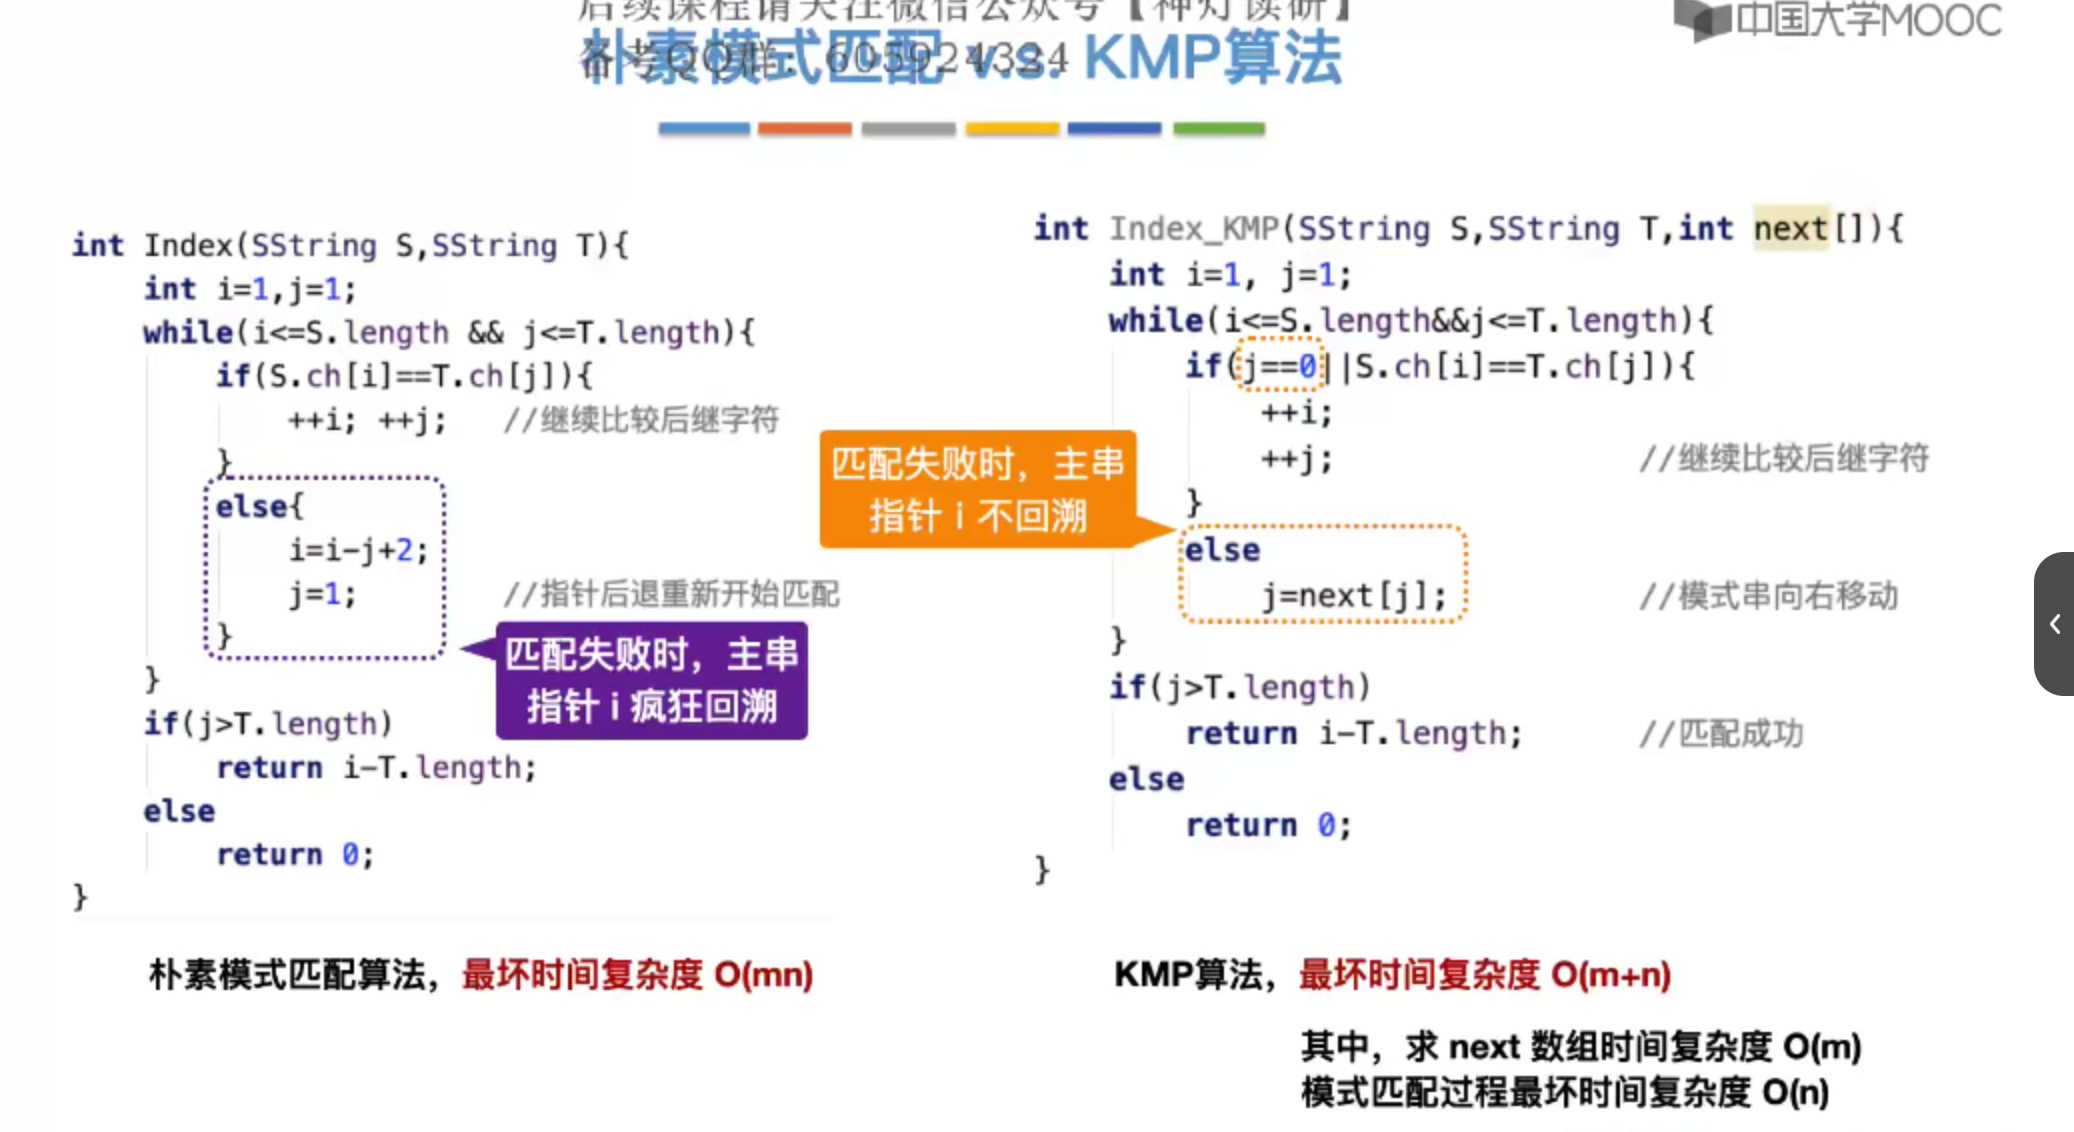 后续课程请关注微信公众号【神灯读研】
备考QQ群：605924324
朴素模式匹配 v.s. KMP算法
中国大学MOOC
int Index(SString S,SString T){
    int i=1,j=1;
    while(i<=S.length && j<=T.length){
        if(S.ch[i]==T.ch[j]){
            ++i; ++j;   //继续比较后继字符
        }
        else{
            i=i-j+2;
            j=1;        //指针后退重新开始匹配
        }
    }
    if(j>T.length)
        return i-T.length;
    else
        return 0;
}
匹配失败时，主串
指针 i 疯狂回溯
朴素模式匹配算法，最坏时间复杂度 O(mn)
int Index_KMP(SString S,SString T,int next[]){
    int i=1, j=1;
    while(i<=S.length&&j<=T.length){
        if(j==0||S.ch[i]==T.ch[j]){
            ++i;
            ++j;                //继续比较后继字符
        }
        else
            j=next[j];          //模式串向右移动
    }
    if(j>T.length)
        return i-T.length;      //匹配成功
    else
        return 0;
}
匹配失败时，主串
指针 i 不回溯
KMP算法，最坏时间复杂度 O(m+n)
其中，求 next 数组时间复杂度 O(m)
模式匹配过程最坏时间复杂度 O(n)